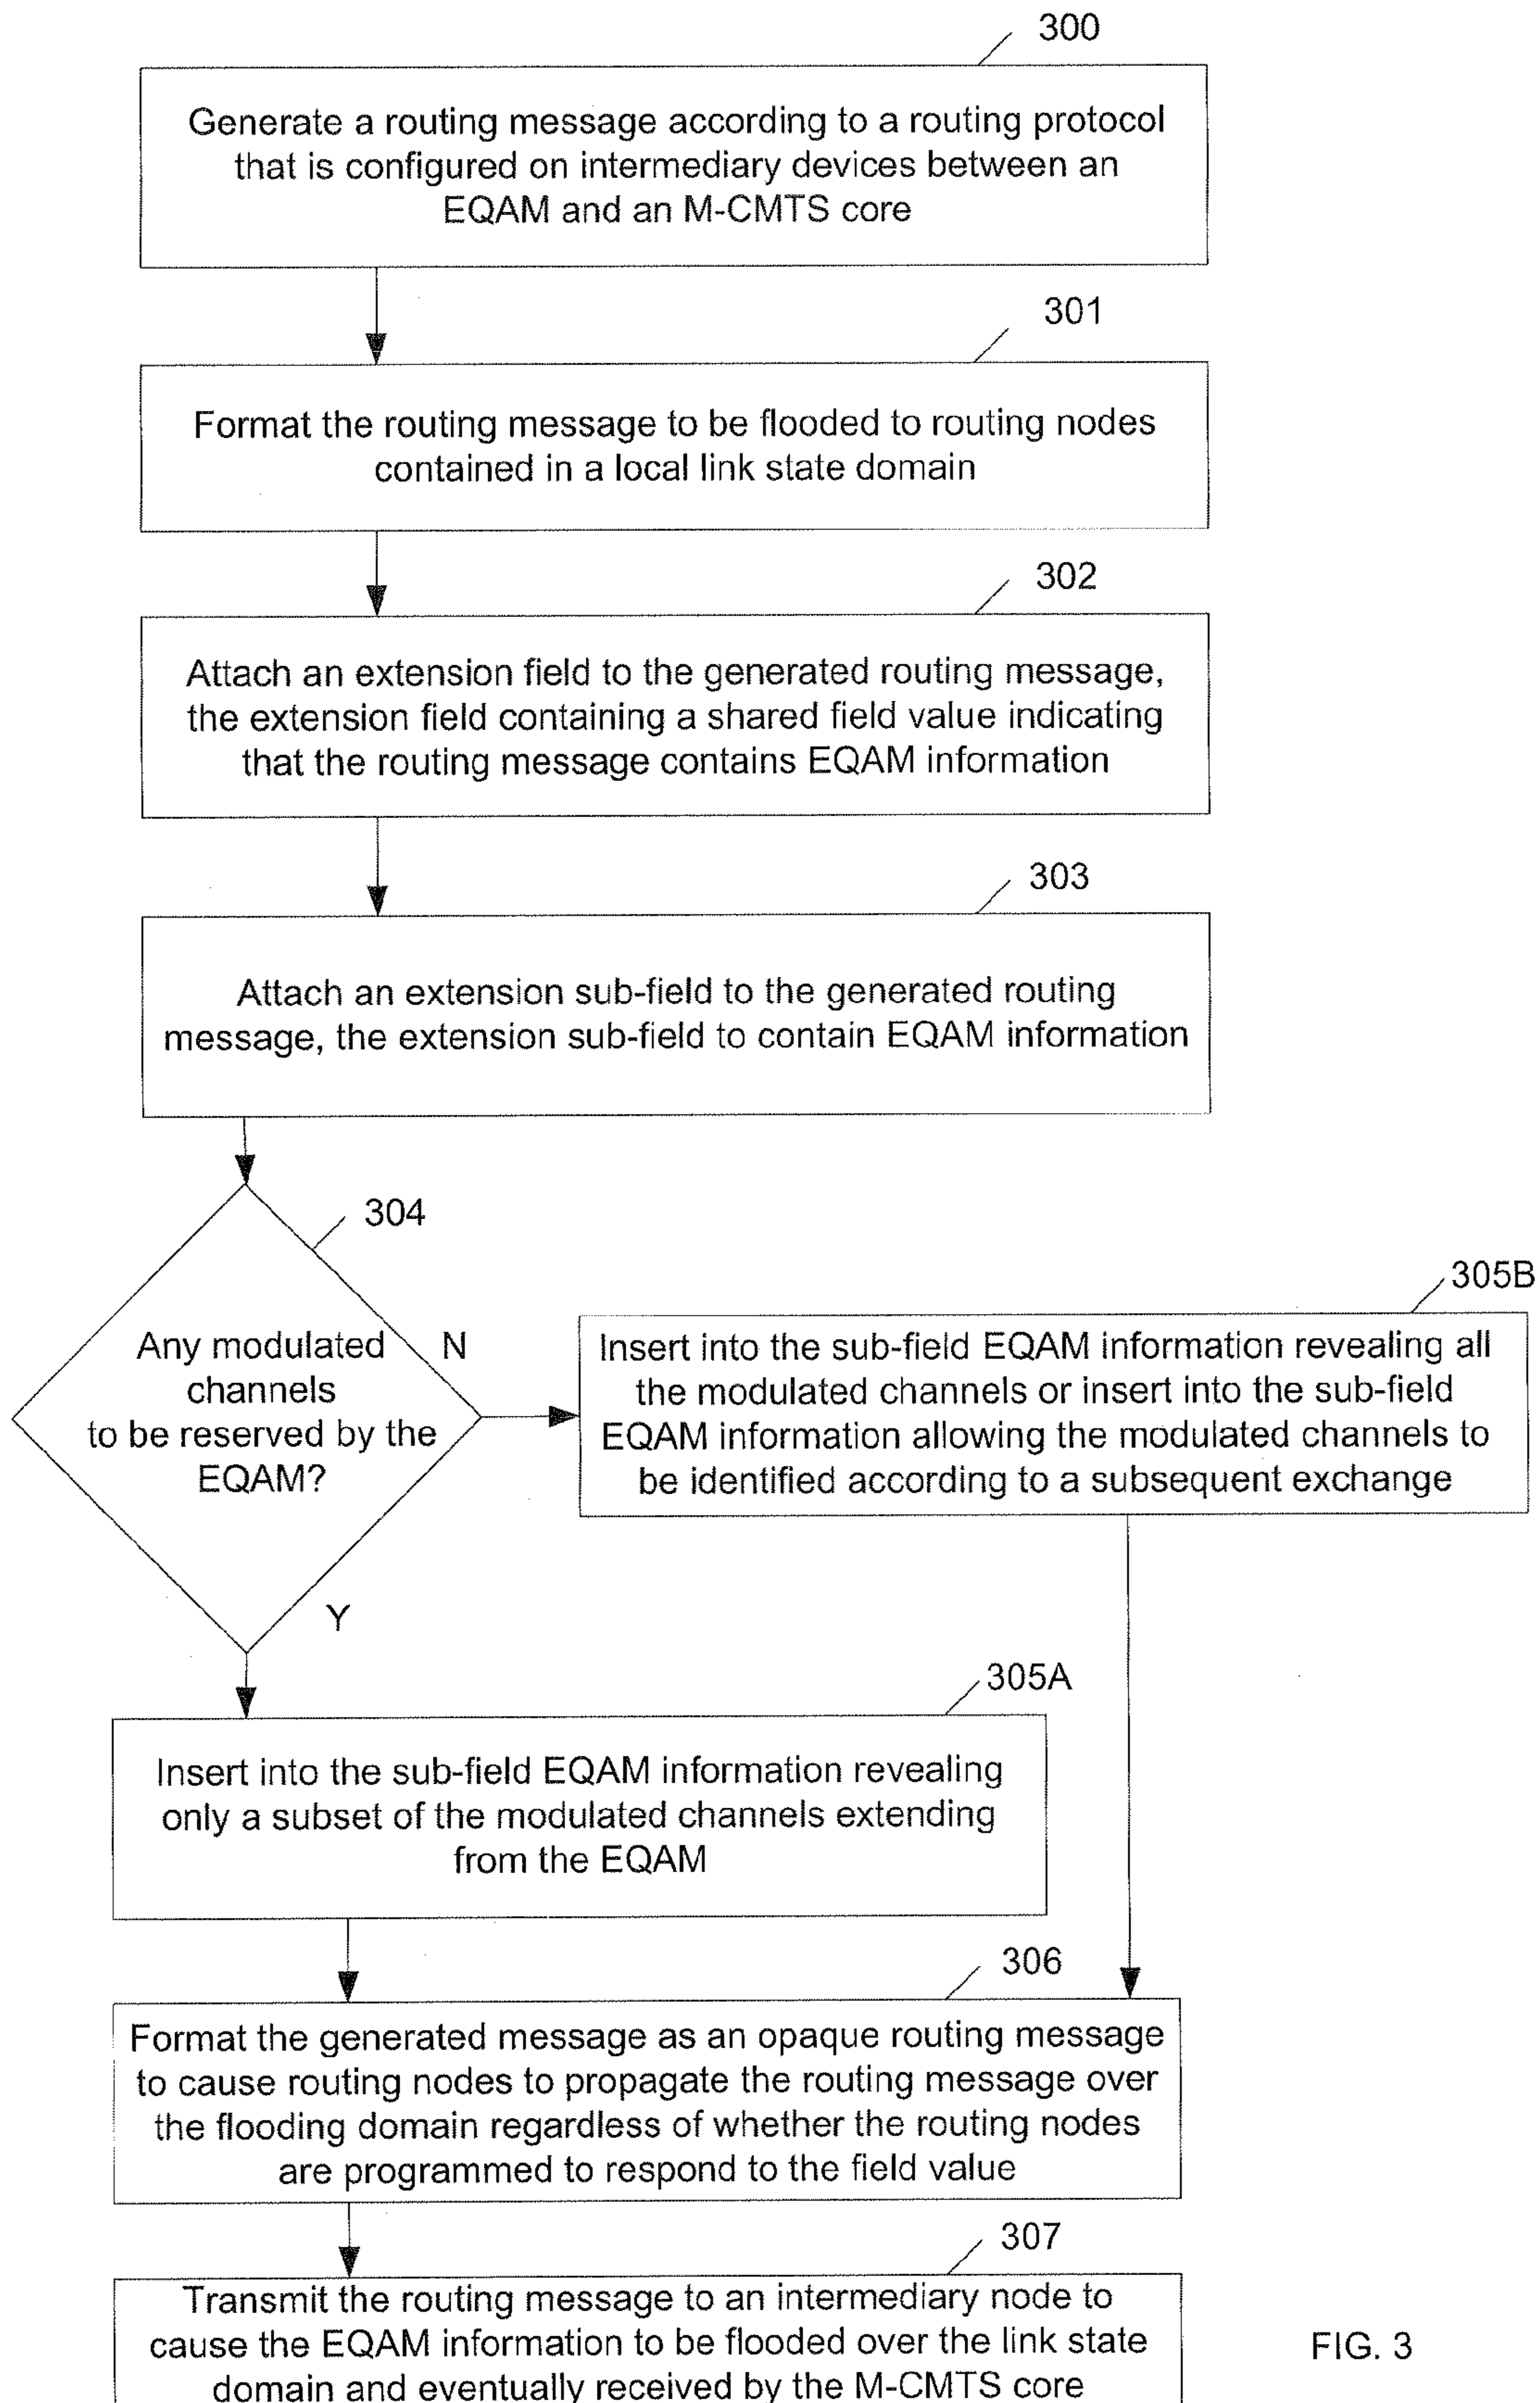 300
Generate a routing message according to a routing protocol
that is configured on intermediary devices between an
EQAM and an M-CMTS core
301
Format the routing message to be flooded to routing nodes
contained in a local link state domain
302
Attach an extension field to the generated routing message,
the extension field containing a shared field value indicating
that the routing message contains EQAM information
303
Attach an extension sub-field to the generated routing
message, the extension sub-field to contain EQAM information
304
Any modulated
channels
to be reserved by the
EQAM?
N
Y
305B
Insert into the sub-field EQAM information revealing all
the modulated channels or insert into the sub-field
EQAM information allowing the modulated channels to
be identified according to a subsequent exchange
305A
Insert into the sub-field EQAM information revealing
only a subset of the modulated channels extending
from the EQAM
306
Format the generated message as an opaque routing message
to cause routing nodes to propagate the routing message over
the flooding domain regardless of whether the routing nodes
are programmed to respond to the field value
307
Transmit the routing message to an intermediary node to
cause the EQAM information to be flooded over the link state
domain and eventually received by the M-CMTS core
FIG. 3